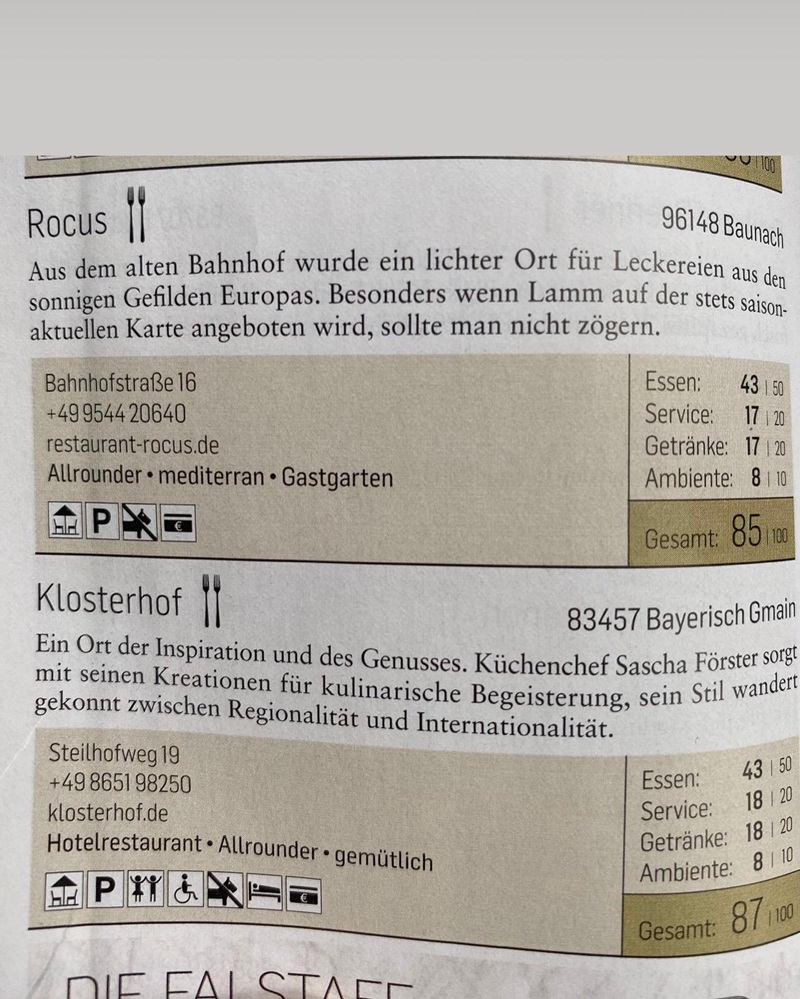 100
Rocus
96148 Baunach
Aus dem alten Bahnhof wurde ein lichter Ort für Leckereien aus den
sonnigen Gefilden Europas. Besonders wenn Lamm auf der stets saison-
aktuellen Karte angeboten wird, sollte man nicht zögern.
Bahnhofstraße 16
+49 9544 20640
restaurant-rocus.de
Allrounder • mediterran • Gastgarten
P
€
Essen: 43 | 50
Service: 17 | 20
Getränke: 17 | 20
Ambiente: 8 | 10
Gesamt: 85 | 100
Klosterhof
83457 Bayerisch Gmain
Ein Ort der Inspiration und des Genusses. Küchenchef Sascha Förster sorgt
mit seinen Kreationen für kulinarische Begeisterung, sein Stil wandert
gekonnt zwischen Regionalität und Internationalität.
Steilhofweg 19
+49 8651 98250
klosterhof.de
Hotelrestaurant • Allrounder • gemütlich
P
€
Essen: 43 | 50
Service: 18 | 20
Getränke: 18 | 20
Ambiente: 8 | 10
Gesamt: 87 | 100
DIE FALSTAFF